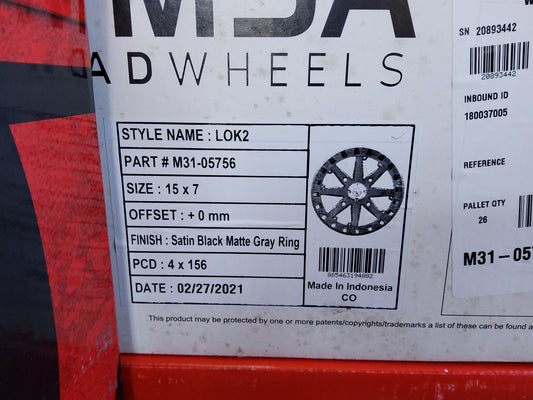 MSA
ADWHEELS
STYLE NAME : LOK2
PART # M31-05756
SIZE : 15 x 7
OFFSET : + 0 mm
FINISH : Satin Black Matte Gray Ring
PCD : 4 x 156
DATE : 02/27/2021
885463194882
Made In Indonesia
CO
This product may be protected by one or more patents/copyrights/trademarks a list of these can be found a
SN 20893442
20893442
INBOUND ID
180037005
REFERENCE
PALLET QTY
26
M31-057